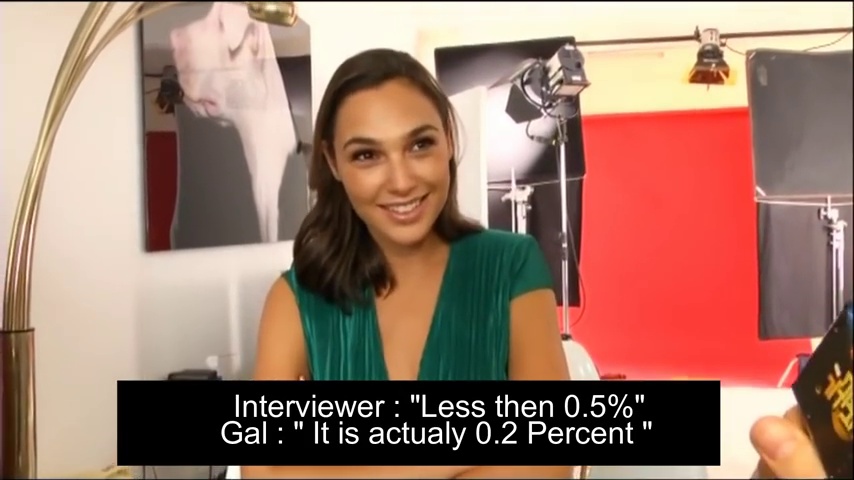 Interviewer : "Less then 0.5%"
Gal : " It is actualy 0.2 Percent "